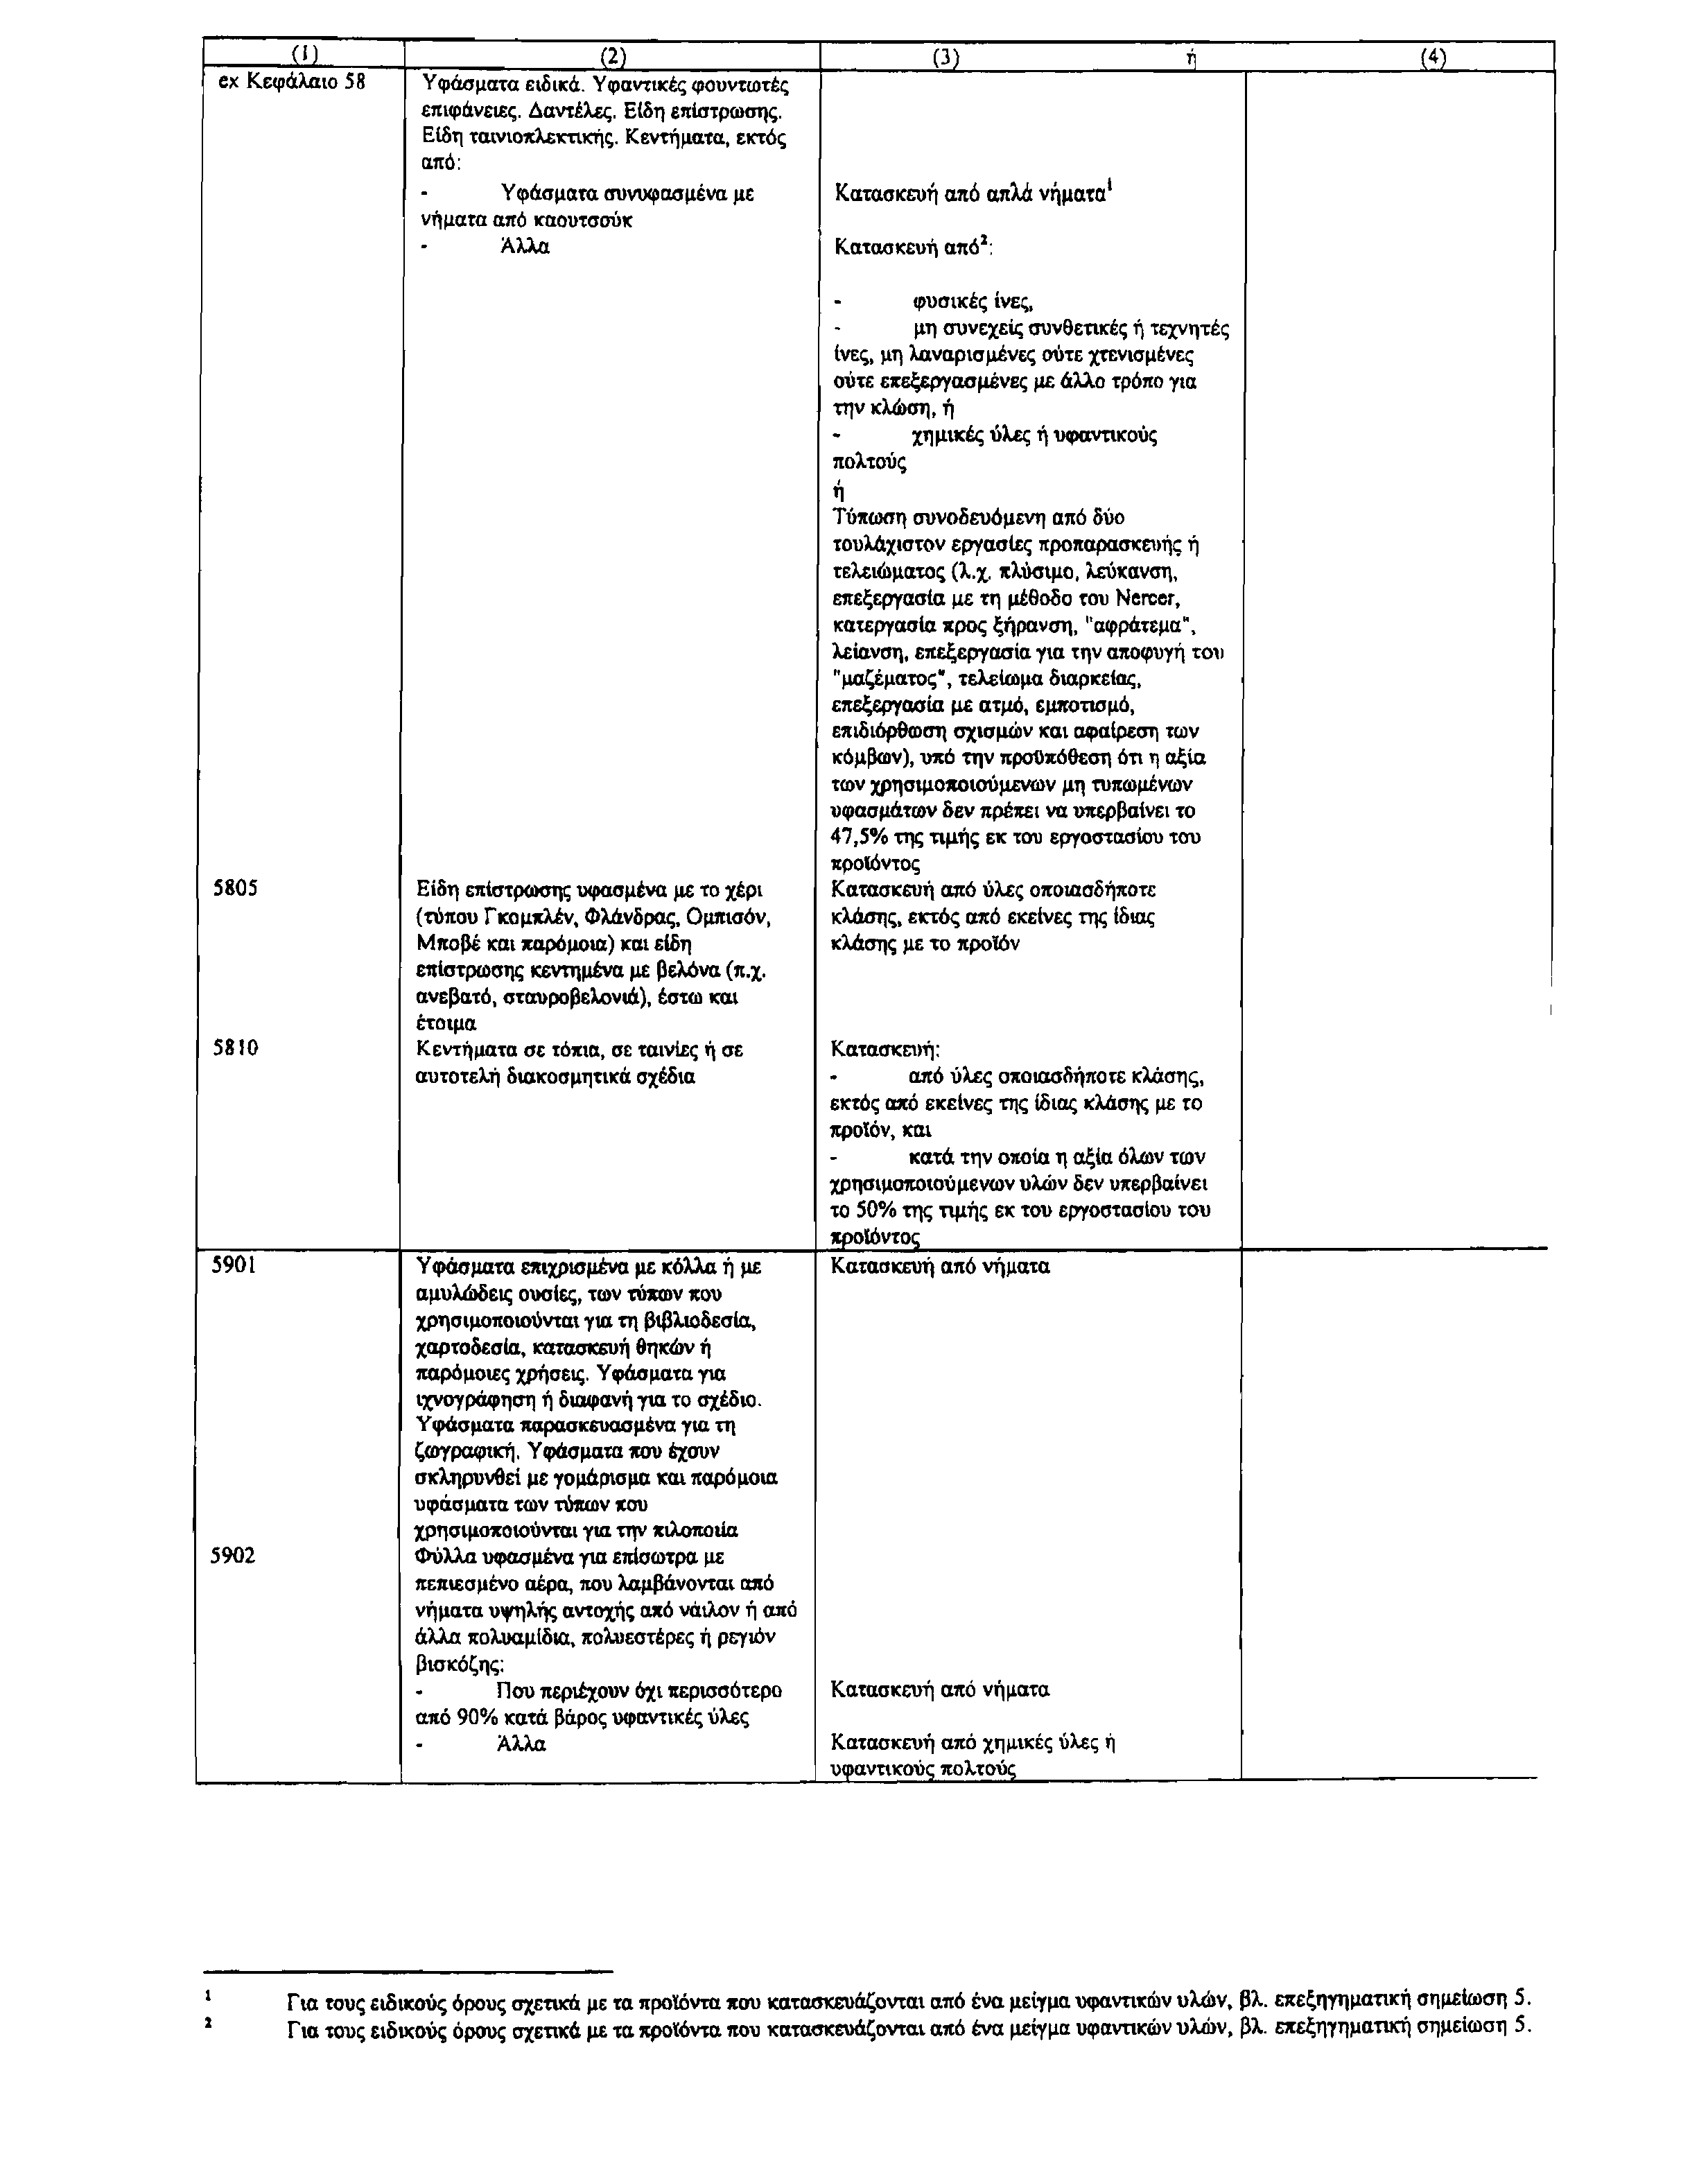 (1) (2) (3) ή (4)
ex Κεφάλαιο 58
Υφάσματα ειδικά. Υφαντικές φουντωτές
επιφάνειες. Δαντέλες. Είδη επίστρωσης.
Είδη ταινιοπλεκτικής. Κεντήματα, εκτός
από:
- Υφάσματα συνυφασμένα με
νήματα από καουτσούκ
Κατασκευή από απλά νήματα¹
- Άλλα
Κατασκευή από²:
- φυσικές ίνες,
- μη συνεχείς συνθετικές ή τεχνητές
ίνες, μη λαναρισμένες ούτε χτενισμένες
ούτε επεξεργασμένες με άλλο τρόπο για
την κλώση, ή
- χημικές ύλες ή υφαντικούς
πολτούς
ή
Τύπωση συνοδευόμενη από δύο
τουλάχιστον εργασίες προπαρασκευής ή
τελειώματος (λ.χ. πλύσιμο, λεύκανση,
επεξεργασία με τη μέθοδο του Nercer,
κατεργασία προς ξήρανση, "αφράτεμα",
λείανση, επεξεργασία για την αποφυγή του
"μαζέματος", τελείωμα διαρκείας,
επεξεργασία με ατμό, εμποτισμό,
επιδιόρθωση σχισμών και αφαίρεση των
κόμβων), υπό την προϋπόθεση ότι η αξία
των χρησιμοποιούμενων μη τυπωμένων
υφασμάτων δεν πρέπει να υπερβαίνει το
47,5% της τιμής εκ του εργοστασίου του
προϊόντος
5805
Είδη επίστρωσης υφασμένα με το χέρι
(τύπου Γκομπλέν, Φλάνδρας, Ομπισόν,
Μποβέ και παρόμοια) και είδη
επίστρωσης κεντημένα με βελόνα (π.χ.
ανεβατό, σταυροβελονιά), έστω και
έτοιμα
Κατασκευή από ύλες οποιασδήποτε
κλάσης, εκτός από εκείνες της ίδιας
κλάσης με το προϊόν
5810
Κεντήματα σε τόπια, σε ταινίες ή σε
αυτοτελή διακοσμητικά σχέδια
Κατασκευή:
- από ύλες οποιασδήποτε κλάσης,
εκτός από εκείνες της ίδιας κλάσης με το
προϊόν, και
- κατά την οποία η αξία όλων των
χρησιμοποιούμενων υλών δεν υπερβαίνει
το 50% της τιμής εκ του εργοστασίου του
προϊόντος
5901
Υφάσματα επιχρισμένα με κόλλα ή με
αμυλώδεις ουσίες, των τύπων που
χρησιμοποιούνται για τη βιβλιοδεσία,
χαρτοδεσία, κατασκευή θηκών ή
παρόμοιες χρήσεις. Υφάσματα για
ιχνογράφηση ή διαφανή για το σχέδιο.
Υφάσματα παρασκευασμένα για τη
ζωγραφική. Υφάσματα που έχουν
σκληρυνθεί με γομάρισμα και παρόμοια
υφάσματα των τύπων που
χρησιμοποιούνται για την πιλοποιία
Κατασκευή από νήματα
5902
Φύλλα υφασμένα για επίσωτρα με
πεπιεσμένο αέρα, που λαμβάνονται από
νήματα υψηλής αντοχής από νάιλον ή από
άλλα πολυαμίδια, πολυεστέρες ή ρεγιόν
βισκόζης:
- Που περιέχουν όχι περισσότερο
από 90% κατά βάρος υφαντικές ύλες
Κατασκευή από νήματα
- Άλλα
Κατασκευή από χημικές ύλες ή
υφαντικούς πολτούς
¹ Για τους ειδικούς όρους σχετικά με τα προϊόντα που κατασκευάζονται από ένα μείγμα υφαντικών υλών, βλ. επεξηγηματική σημείωση 5.
² Για τους ειδικούς όρους σχετικά με τα προϊόντα που κατασκευάζονται από ένα μείγμα υφαντικών υλών, βλ. επεξηγηματική σημείωση 5.